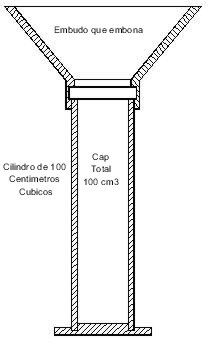 Embudo que embona
Cilindro de 100
Centimetros
Cubicos
Cap
Total
100 cm3